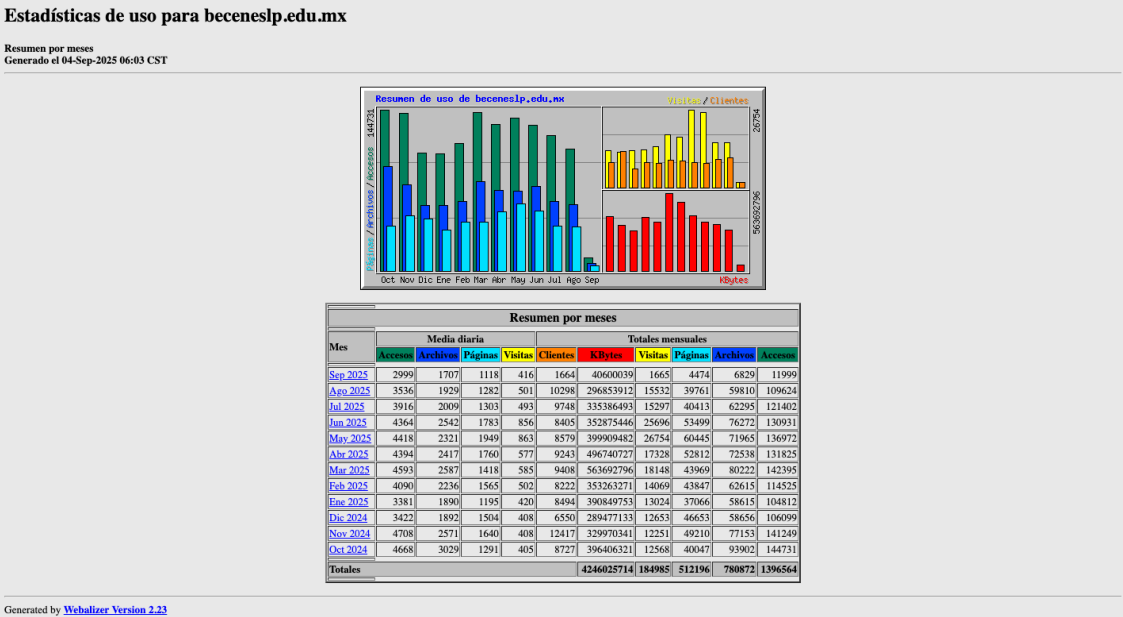 Estadísticas de uso para beceneslp.edu.mx
Resumen por meses
Generado el 04-Sep-2025 06:03 CST
Resumen de uso de beceneslp.edu.mx
Visitas/Clientes
144731
26754
563692796
Páginas/Archivos/Accesos
Oct Nov Dic Ene Feb Mar Abr May Jun Jul Ago Sep
KBytes
Resumen por meses
Mes Media diaria Totales mensuales
Accesos Archivos Páginas Visitas Clientes KBytes Visitas Páginas Archivos Accesos
Sep 2025 2999 1707 1118 416 1664 40600039 1665 4474 6829 11999
Ago 2025 3536 1929 1282 501 10298 296853912 15532 39761 59810 109624
Jul 2025 3916 2009 1303 493 9748 335386493 15297 40413 62295 121402
Jun 2025 4364 2542 1783 856 8405 352875446 25696 53499 76272 130931
May 2025 4418 2321 1949 863 8579 399909482 26754 60445 71965 136972
Abr 2025 4394 2417 1760 577 9243 496740727 17328 52812 72538 131825
Mar 2025 4593 2587 1418 585 9408 563692796 18148 43969 80222 142395
Feb 2025 4090 2236 1565 502 8222 353263271 14069 43847 62615 114525
Ene 2025 3381 1890 1195 420 8494 390849753 13024 37066 58615 104812
Dic 2024 3422 1892 1504 408 6550 289477133 12653 46653 58656 106099
Nov 2024 4708 2571 1640 408 12417 329970341 12251 49210 77153 141249
Oct 2024 4668 3029 1291 405 8727 396406321 12568 40047 93902 144731
Totales 4246025714 184985 512196 780872 1396564
Generated by Webalizer Version 2.23